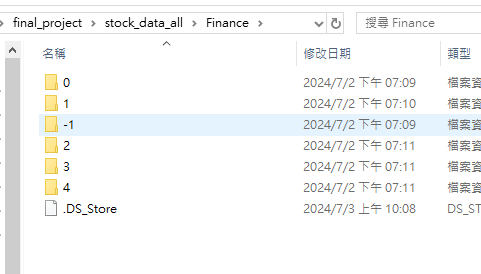 final_project › stock_data_all › Finance ›
搜尋 Finance
名稱 修改日期 類型
0 2024/7/2 下午 07:09 檔案資
1 2024/7/2 下午 07:10 檔案資
-1 2024/7/2 下午 07:09 檔案資
2 2024/7/2 下午 07:11 檔案資
3 2024/7/2 下午 07:11 檔案資
4 2024/7/2 下午 07:11 檔案資
.DS_Store 2024/7/3 上午 10:08 DS_ST